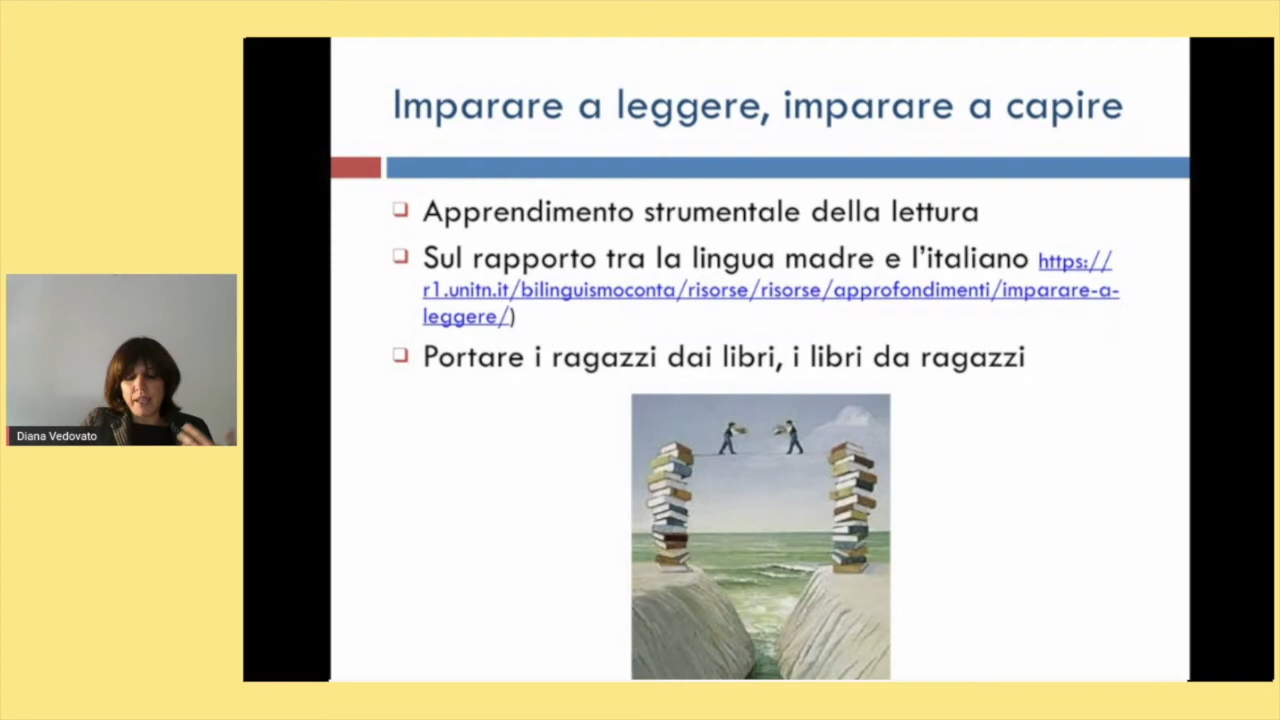 Imparare a leggere, imparare a capire
Apprendimento strumentale della lettura
Sul rapporto tra la lingua madre e l'italiano https://
r1.unitn.it/bilinguismoconta/risorse/risorse/approfondimenti/imparare-a-
leggere/)
Portare i ragazzi dai libri, i libri da ragazzi
Diana Vedovato